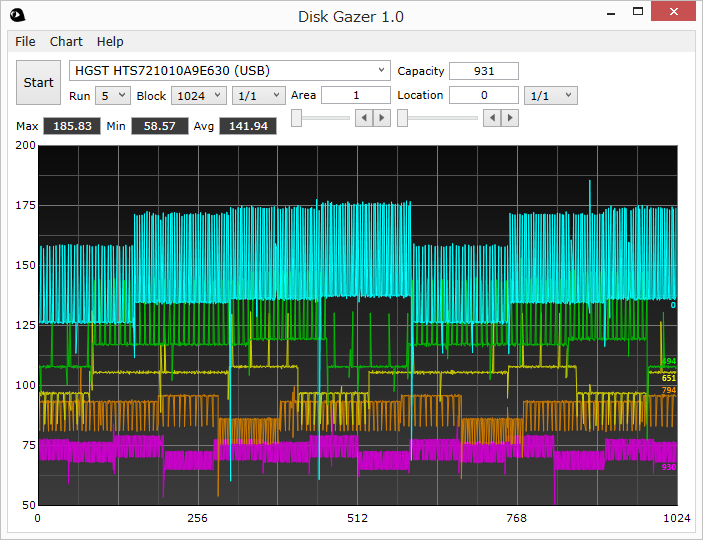 Disk Gazer 1.0
File Chart Help
Start
HGST HTS721010A9E630 (USB) Capacity 931
Run 5 Block 1024 1/1 Area 1 Location 0 1/1
Max 185.83 Min 58.57 Avg 141.94
200
175
150
0
125
494
651
100
794
75
930
50
0 256 512 768 1024